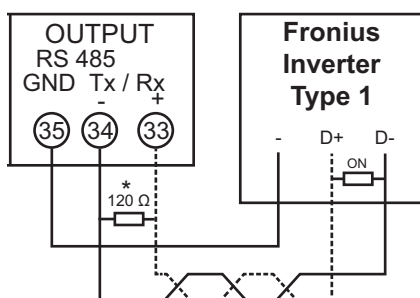 OUTPUT
RS 485
GND Tx / Rx
- +
35 34 33
*
120 Ω
Fronius
Inverter
Type 1
- D+ D-
ON